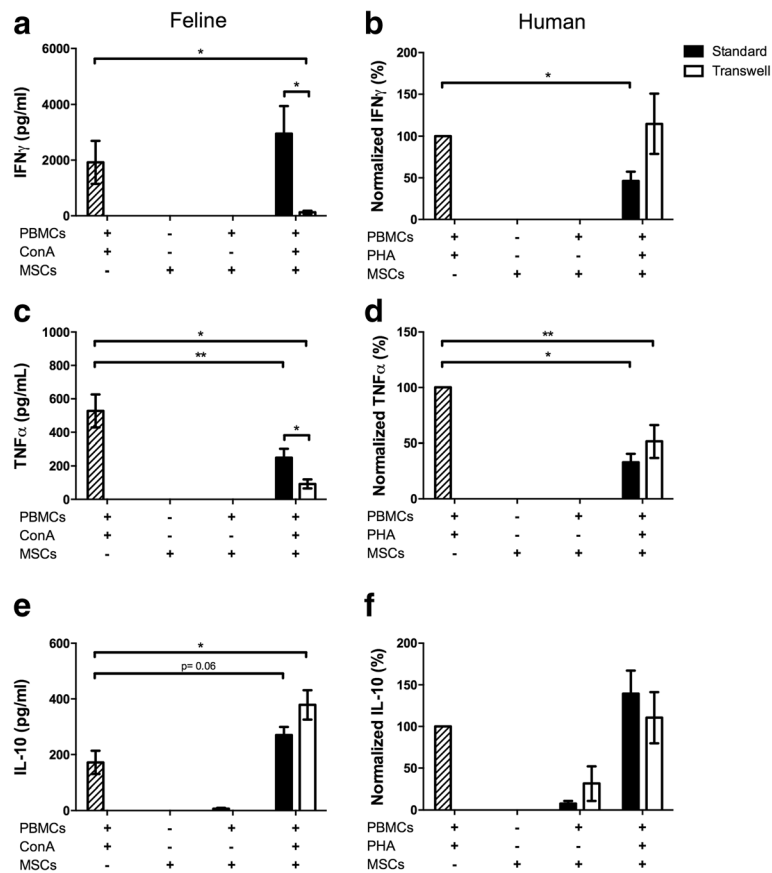 a Feline
6000
4000
2000
0
IFNγ (pg/ml)
*
*
PBMCs + - + +
ConA + - - +
MSCs - + + +
b Human
200
150
100
50
0
Normalized IFNγ (%)
*
Standard
Transwell
PBMCs + - + +
PHA + - - +
MSCs - + + +
c
1000
800
600
400
200
0
TNFα (pg/mL)
*
**
*
PBMCs + - + +
ConA + - - +
MSCs - + + +
d
150
100
50
0
Normalized TNFα (%)
**
*
PBMCs + - + +
PHA + - - +
MSCs - + + +
e
600
400
200
0
IL-10 (pg/ml)
*
p= 0.06
PBMCs + - + +
ConA + - - +
MSCs - + + +
f
200
150
100
50
0
Normalized IL-10 (%)
PBMCs + - + +
PHA + - - +
MSCs - + + +